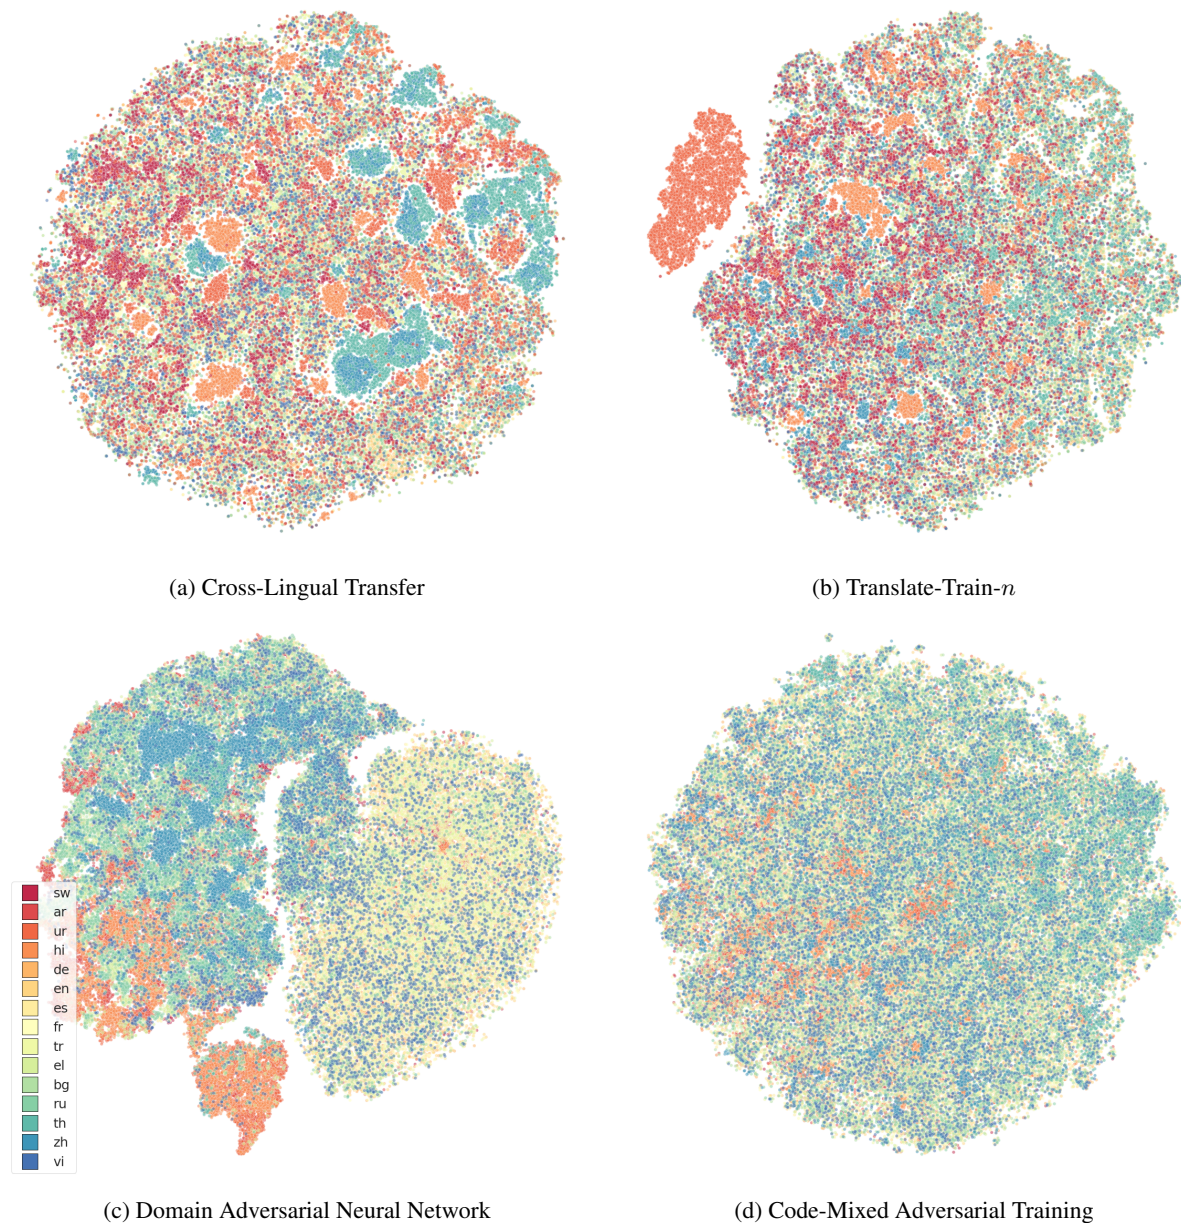 (a) Cross-Lingual Transfer
(b) Translate-Train-n
sw
ar
ur
hi
de
en
es
fr
tr
el
bg
ru
th
zh
vi
(c) Domain Adversarial Neural Network
(d) Code-Mixed Adversarial Training